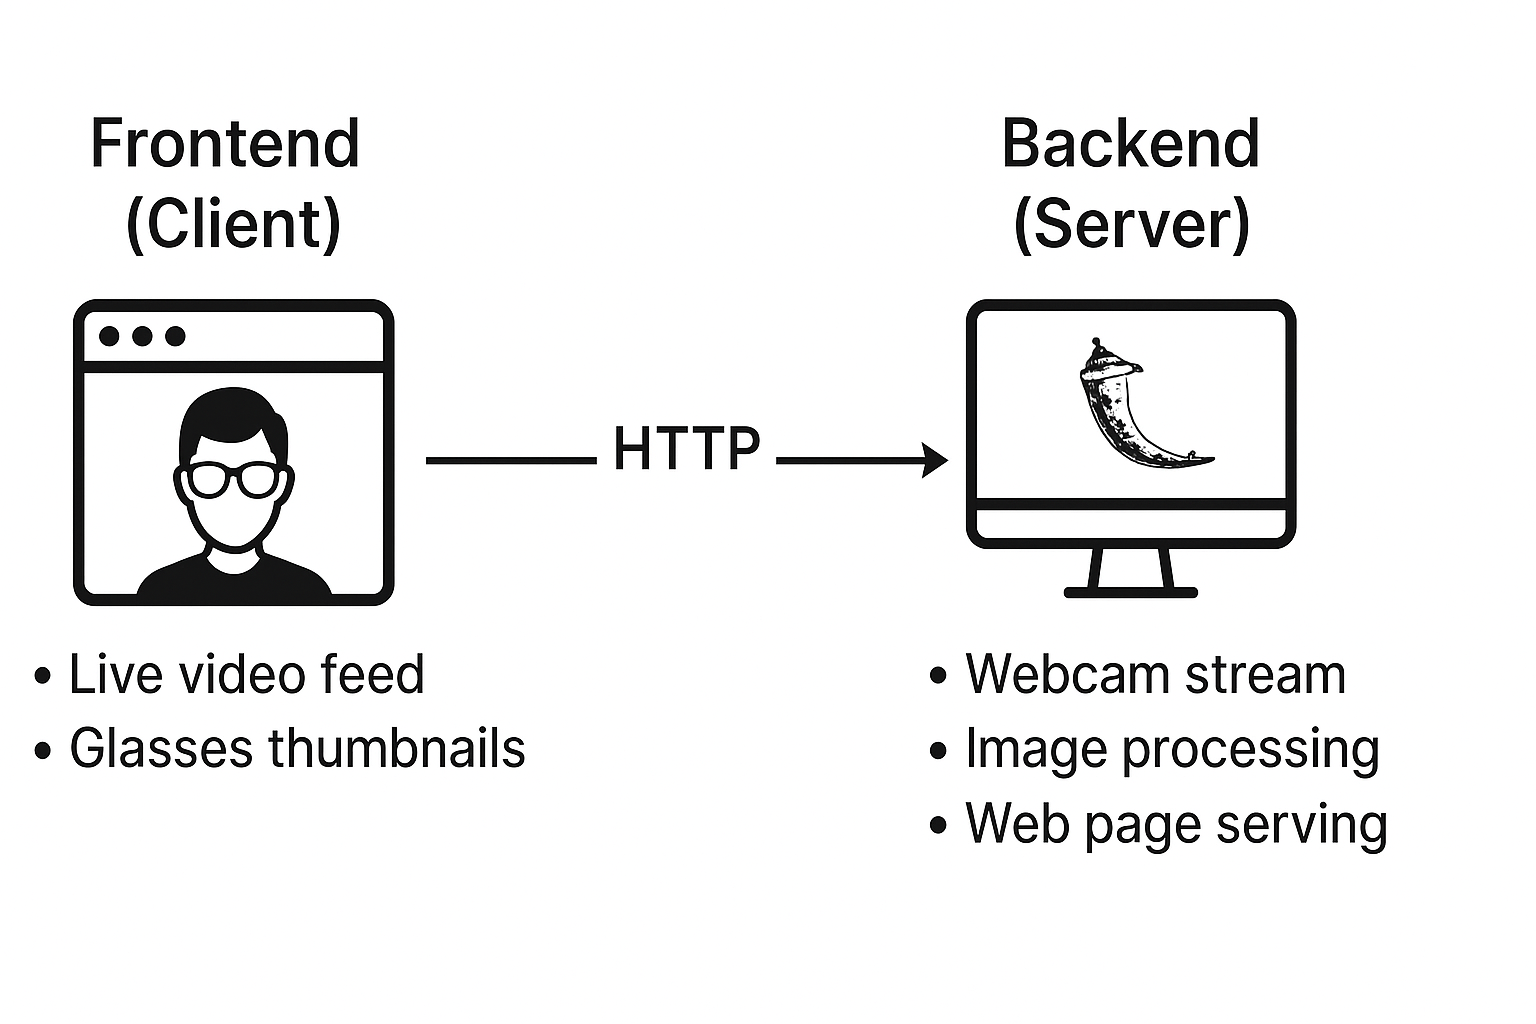 Frontend
(Client)
Backend
(Server)
HTTP
• Live video feed
• Glasses thumbnails
• Webcam stream
• Image processing
• Web page serving